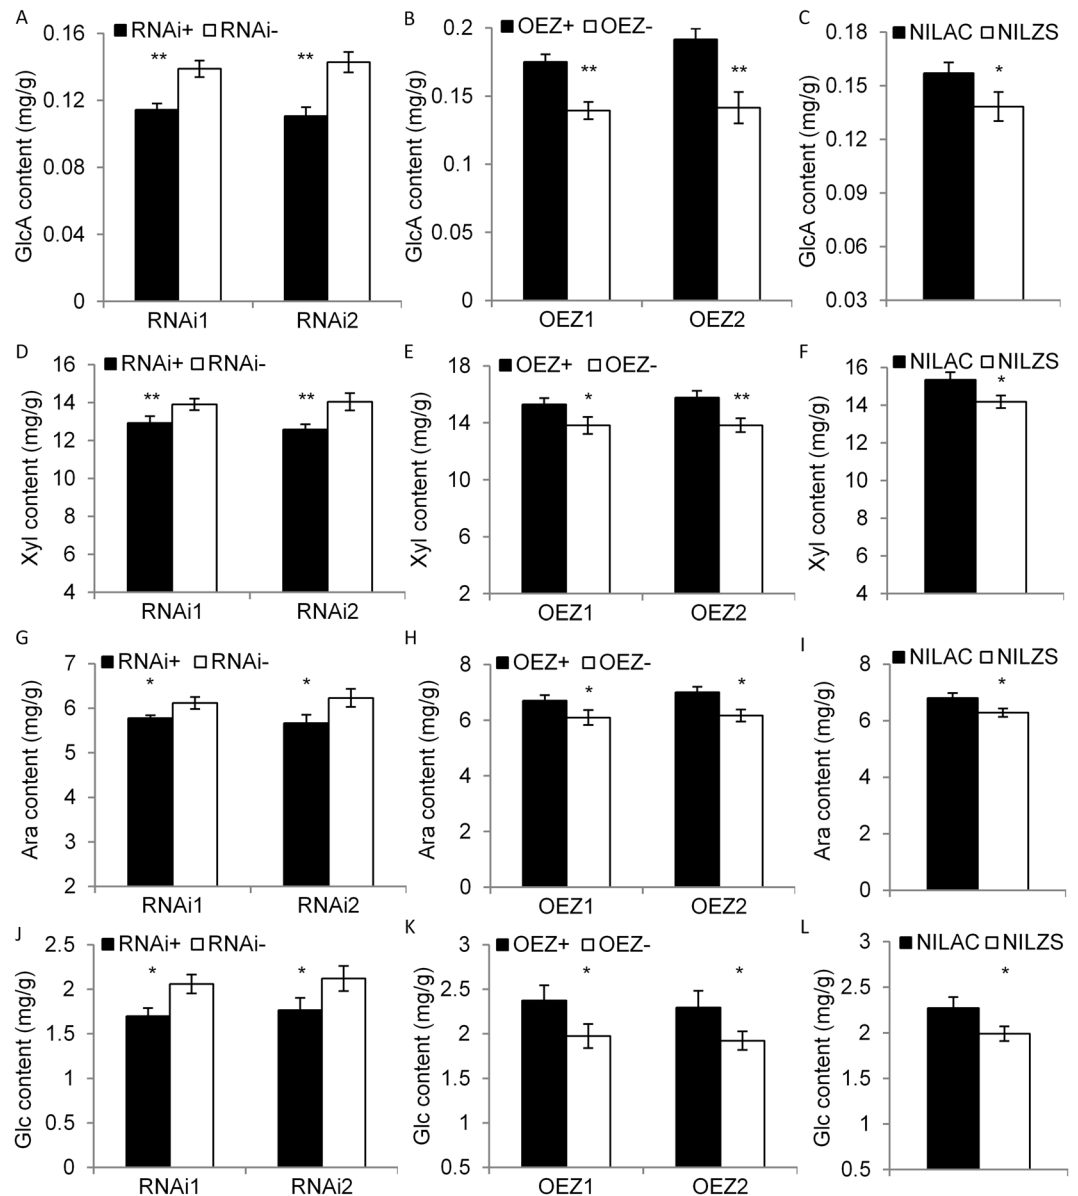 A
RNAi+ RNAi-
GlcA content (mg/g)
0.16
0.12
0.08
0.04
0
** **
RNAi1 RNAi2
B
OEZ+ OEZ-
GlcA content (mg/g)
0.2
0.15
0.1
0.05
0
** **
OEZ1 OEZ2
C
NILAC NILZS
GlcA content (mg/g)
0.18
0.15
0.12
0.09
0.06
0.03
*
D
RNAi+ RNAi-
Xyl content (mg/g)
16
14
12
10
8
6
4
** **
RNAi1 RNAi2
E
OEZ+ OEZ-
Xyl content (mg/g)
18
14
10
6
2
* **
OEZ1 OEZ2
F
NILAC NILZS
Xyl content (mg/g)
16
14
12
10
8
6
4
*
G
RNAi+ RNAi-
Ara content (mg/g)
7
6
5
4
3
2
* *
RNAi1 RNAi2
H
OEZ+ OEZ-
Ara content (mg/g)
8
6
4
2
0
* *
OEZ1 OEZ2
I
NILAC NILZS
Ara content (mg/g)
8
6
4
2
0
*
J
RNAi+ RNAi-
Glc content (mg/g)
2.5
2
1.5
1
0.5
0
* *
RNAi1 RNAi2
K
OEZ+ OEZ-
Glc content (mg/g)
3
2.5
2
1.5
1
0.5
* *
OEZ1 OEZ2
L
NILAC NILZS
Glc content (mg/g)
3
2.5
2
1.5
1
0.5
*